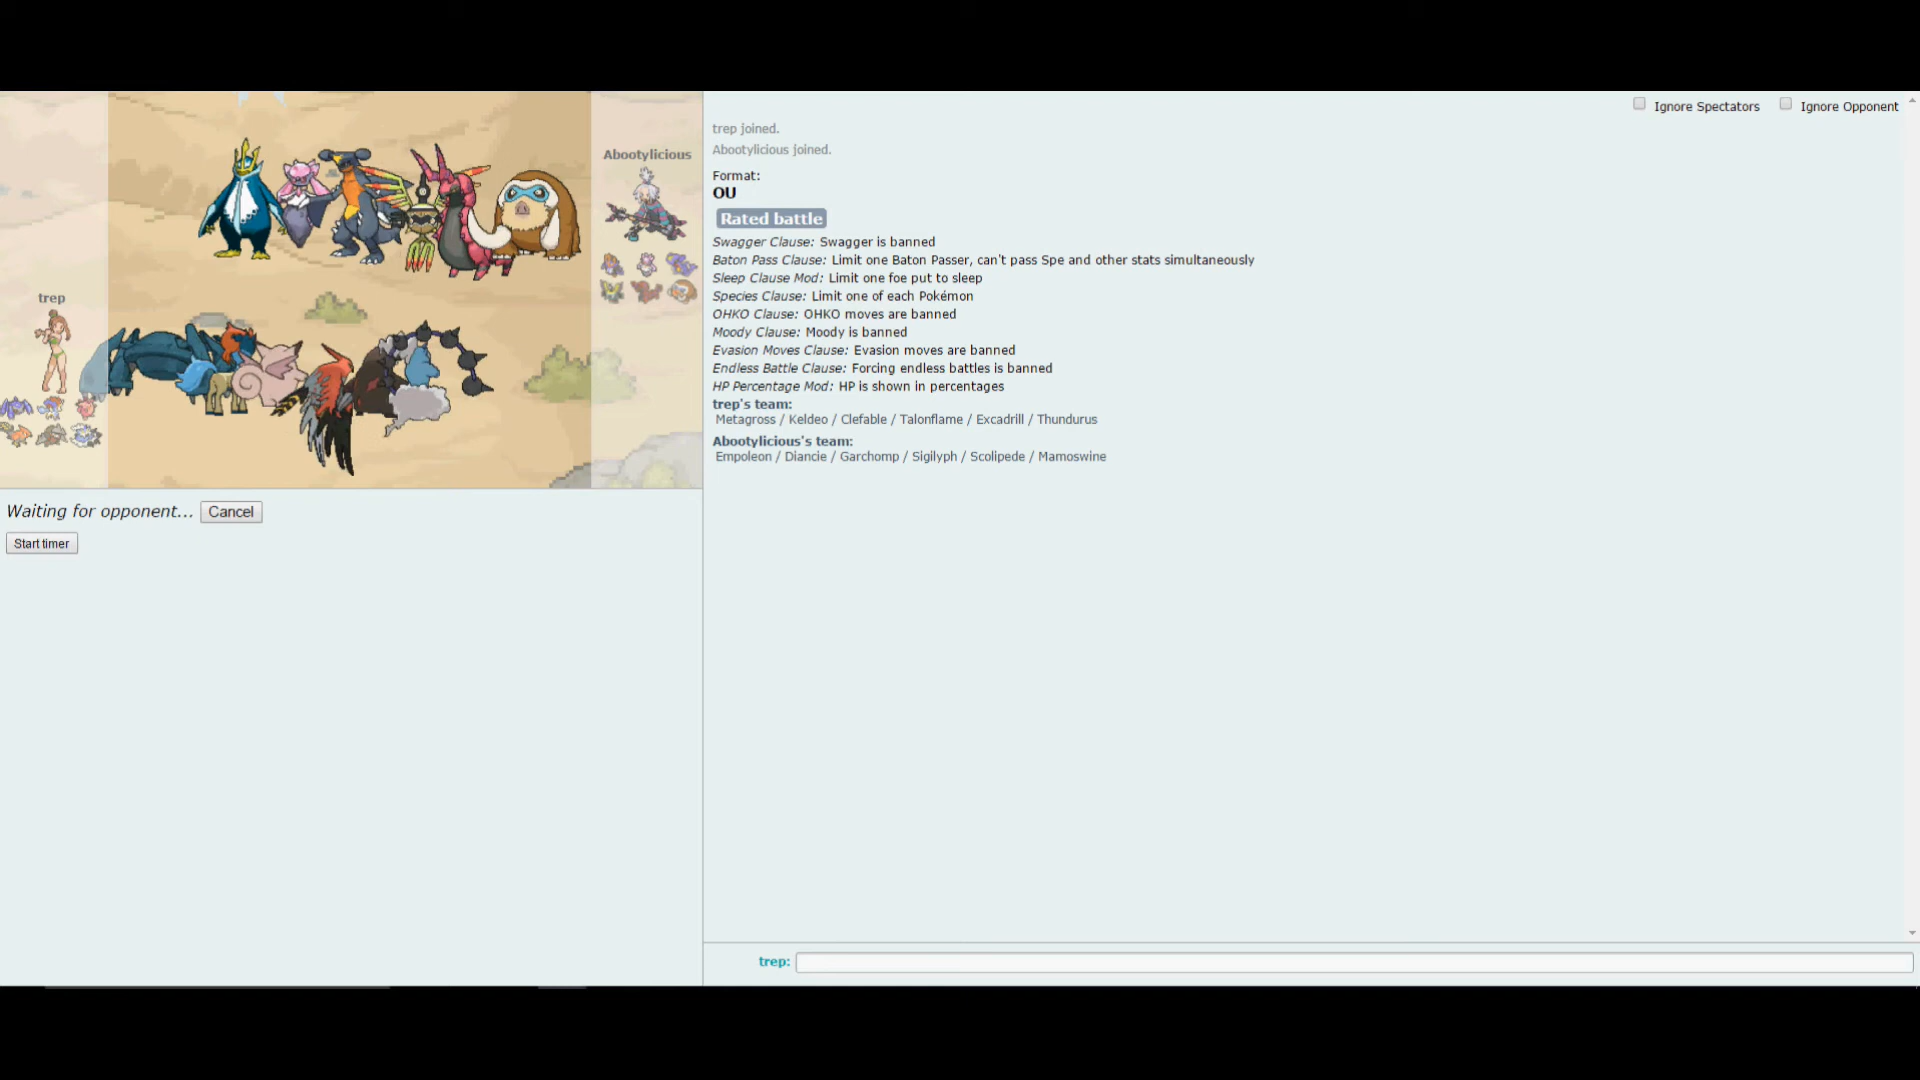 Ignore Spectators Ignore Opponent
trep joined.
Abootylicious joined.
Format:
OU
Rated battle
Swagger Clause: Swagger is banned
Baton Pass Clause: Limit one Baton Passer, can't pass Spe and other stats simultaneously
Sleep Clause Mod: Limit one foe put to sleep
Species Clause: Limit one of each Pokémon
OHKO Clause: OHKO moves are banned
Moody Clause: Moody is banned
Evasion Moves Clause: Evasion moves are banned
Endless Battle Clause: Forcing endless battles is banned
HP Percentage Mod: HP is shown in percentages
trep's team:
Metagross / Keldeo / Clefable / Talonflame / Excadrill / Thundurus
Abootylicious's team:
Empoleon / Diancie / Garchomp / Sigilyph / Scolipede / Mamoswine
Abootylicious
trep
Waiting for opponent... Cancel
Start timer
trep: